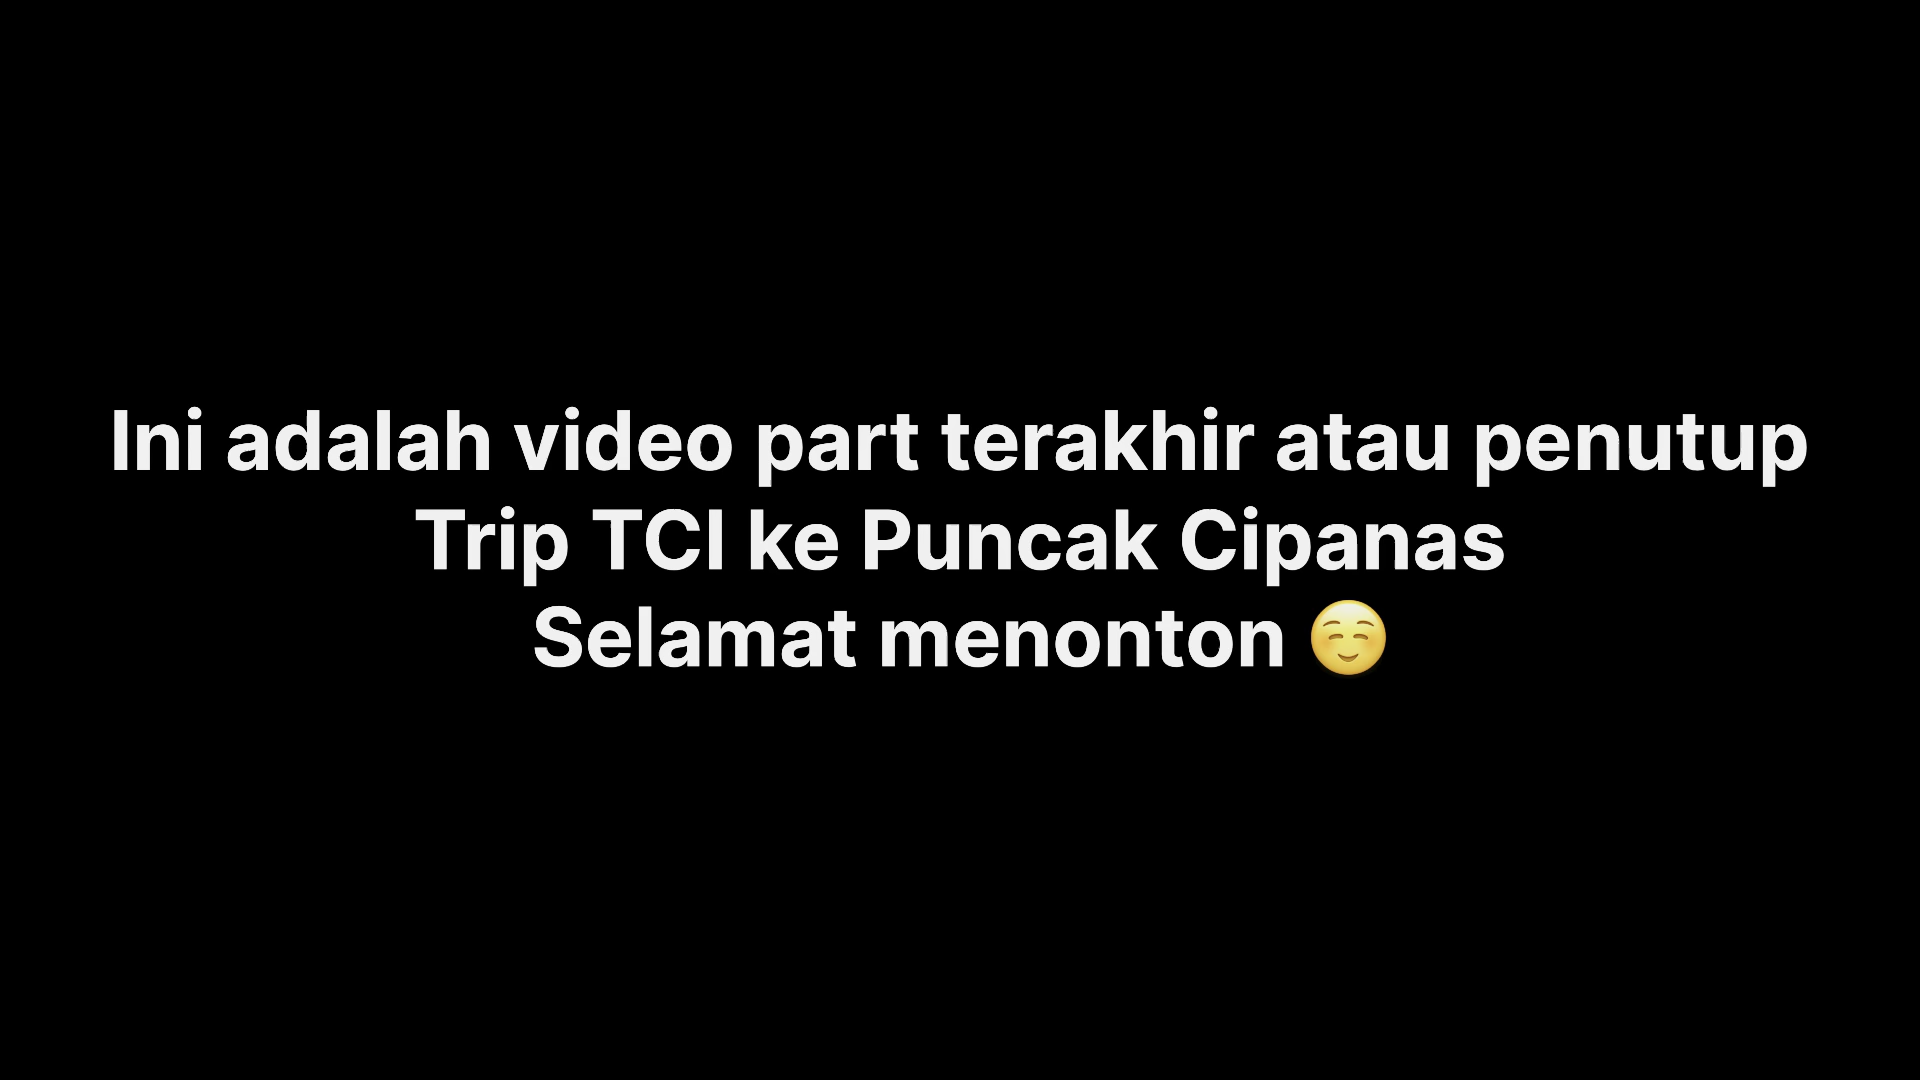 Ini adalah video part terakhir atau penutup
Trip TCI ke Puncak Cipanas
Selamat menonton ☺️